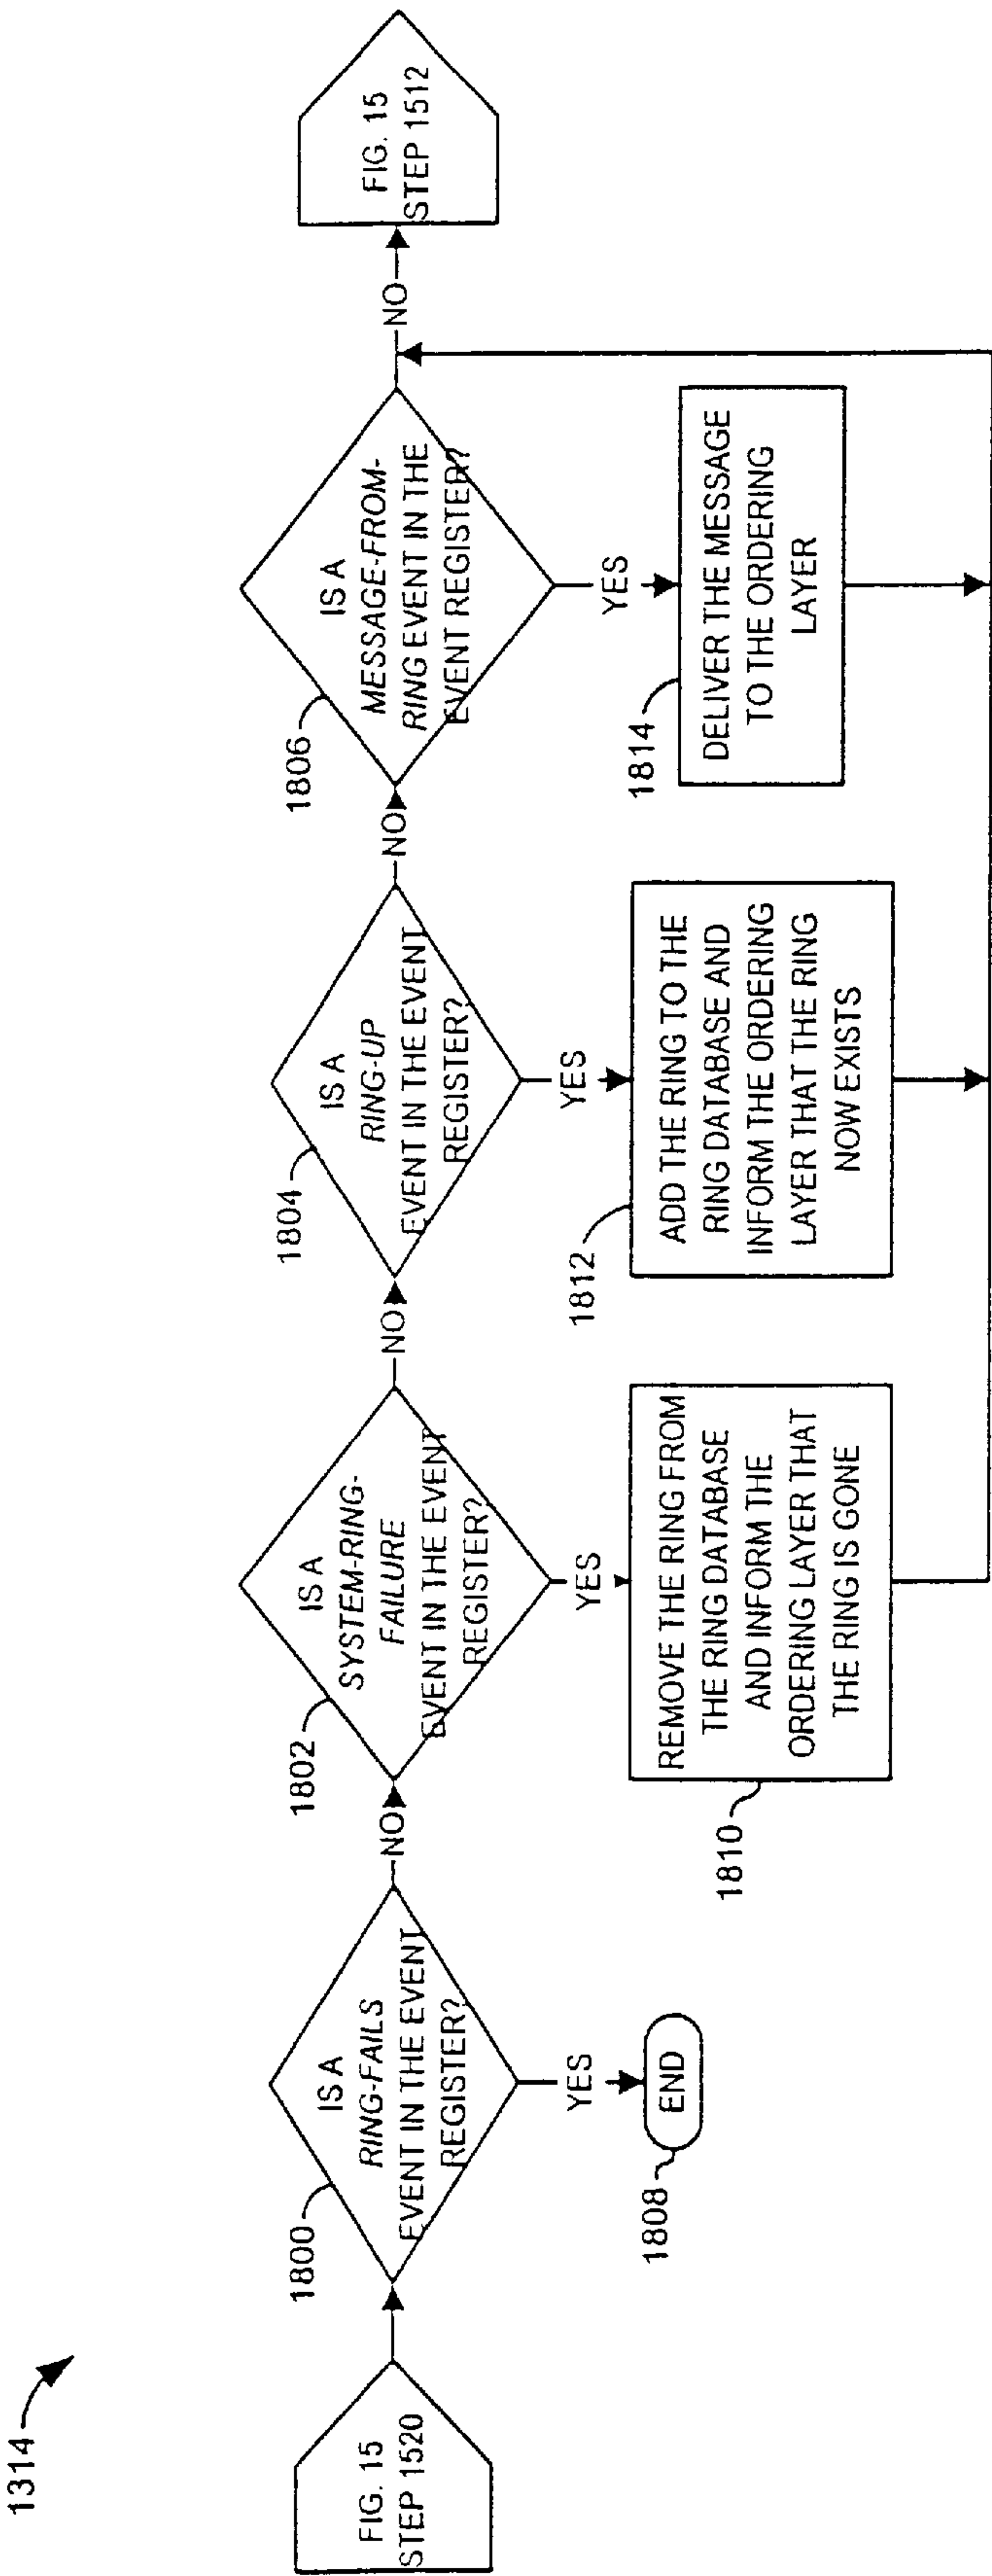 1314
FIG. 15
STEP 1520
1800
IS A
RING-FAILS
EVENT IN THE EVENT
REGISTER?
YES
1808
END
NO
1802
IS A
SYSTEM-RING-
FAILURE
EVENT IN THE EVENT
REGISTER?
YES
1810
REMOVE THE RING FROM
THE RING DATABASE
AND INFORM THE
ORDERING LAYER THAT
THE RING IS GONE
NO
1804
IS A
RING-UP
EVENT IN THE EVENT
REGISTER?
YES
1812
ADD THE RING TO THE
RING DATABASE AND
INFORM THE ORDERING
LAYER THAT THE RING
NOW EXISTS
NO
1806
IS A
MESSAGE-FROM-
RING EVENT IN THE
EVENT REGISTER?
YES
1814
DELIVER THE MESSAGE
TO THE ORDERING
LAYER
NO
FIG. 15
STEP 1512